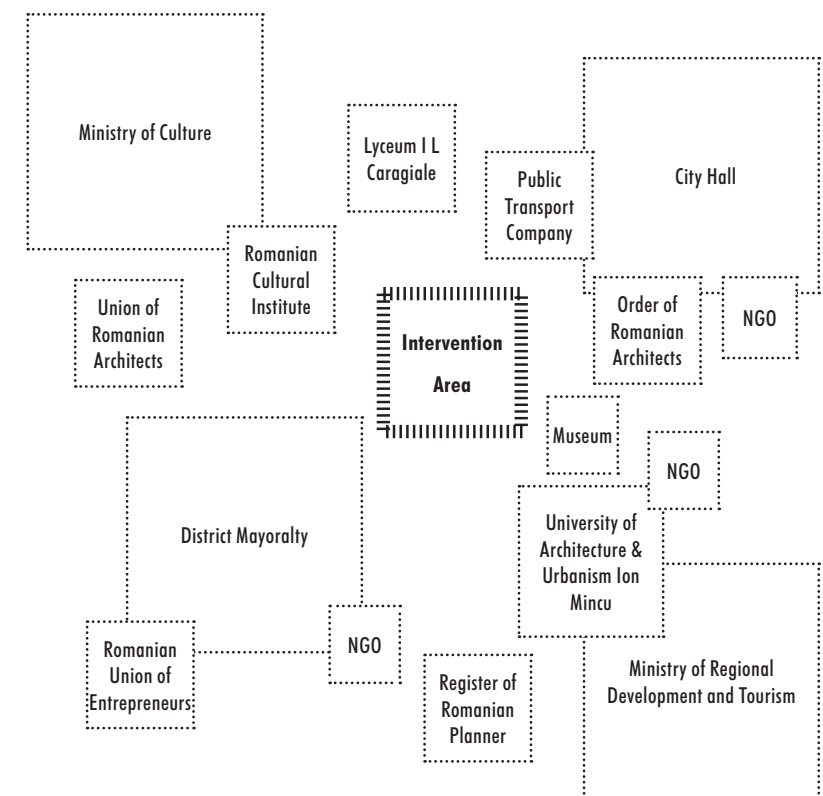 Ministry of Culture
Lyceum I L
Caragiale
Public
Transport
Company
City Hall
Romanian
Cultural
Institute
Union of
Romanian
Architects
Intervention
Area
Order of
Romanian
Architects
NGO
Museum
NGO
District Mayoralty
University of
Architecture &
Urbanism Ion
Mincu
Romanian
Union of
Entrepreneurs
NGO
Register of
Romanian
Planner
Ministry of Regional
Development and Tourism